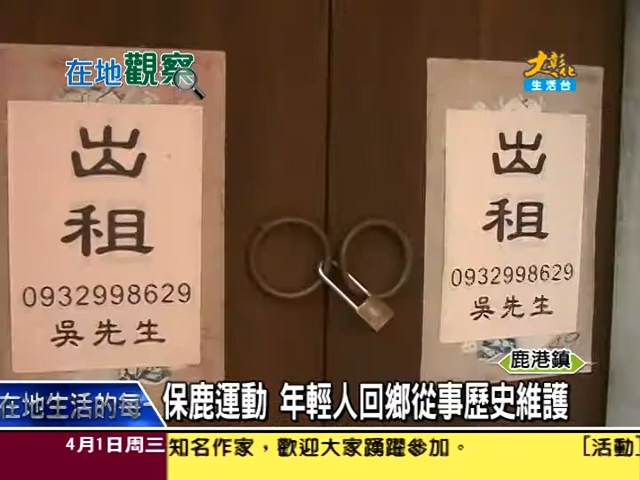 在地觀察
大彰化
生活台
出租
0932998629
吳先生
出租
0932998629
吳先生
鹿港鎮
在地生活的每一
保鹿運動 年輕人回鄉從事歷史維護
4月1日周三
知名作家，歡迎大家踴躍參加。
[活動]